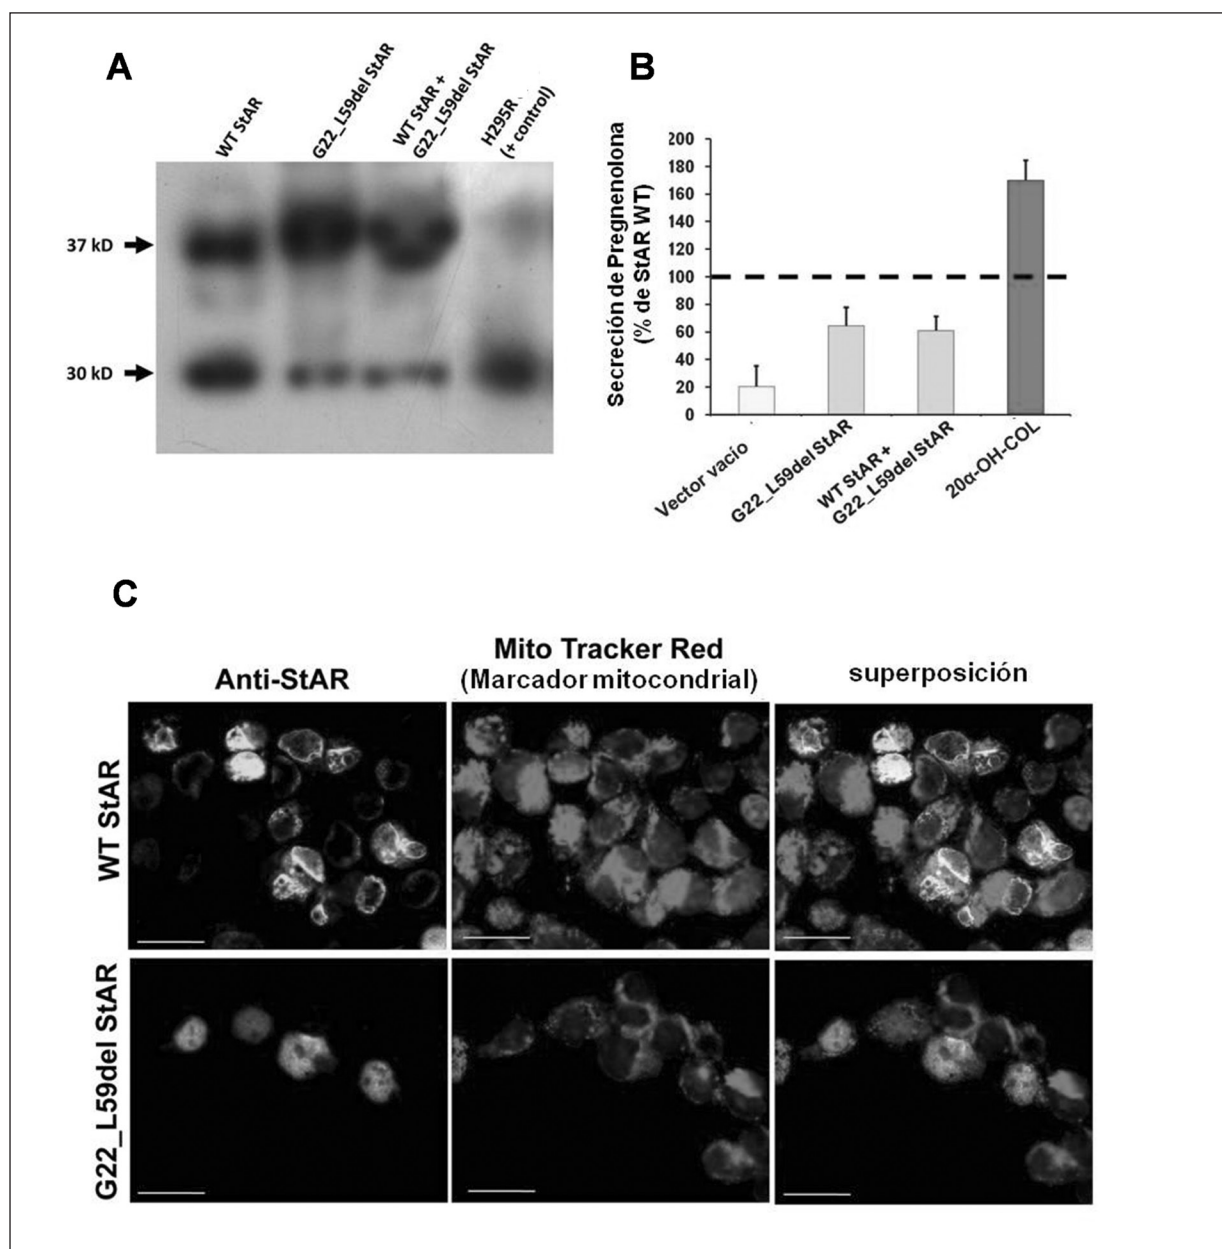 A
WT StAR
G22_L59del StAR
WT StAR +
G22_L59del StAR
H295R
(+ control)
37 kD
30 kD
B
Secreción de Pregnenolona
(% de StAR WT)
200
180
160
140
120
100
80
60
40
20
0
Vector vacío
G22_L59del StAR
WT StAR +
G22_L59del StAR
20α-OH-COL
C
Anti-StAR
Mito Tracker Red
(Marcador mitocondrial)
superposición
WT StAR
G22_L59del StAR